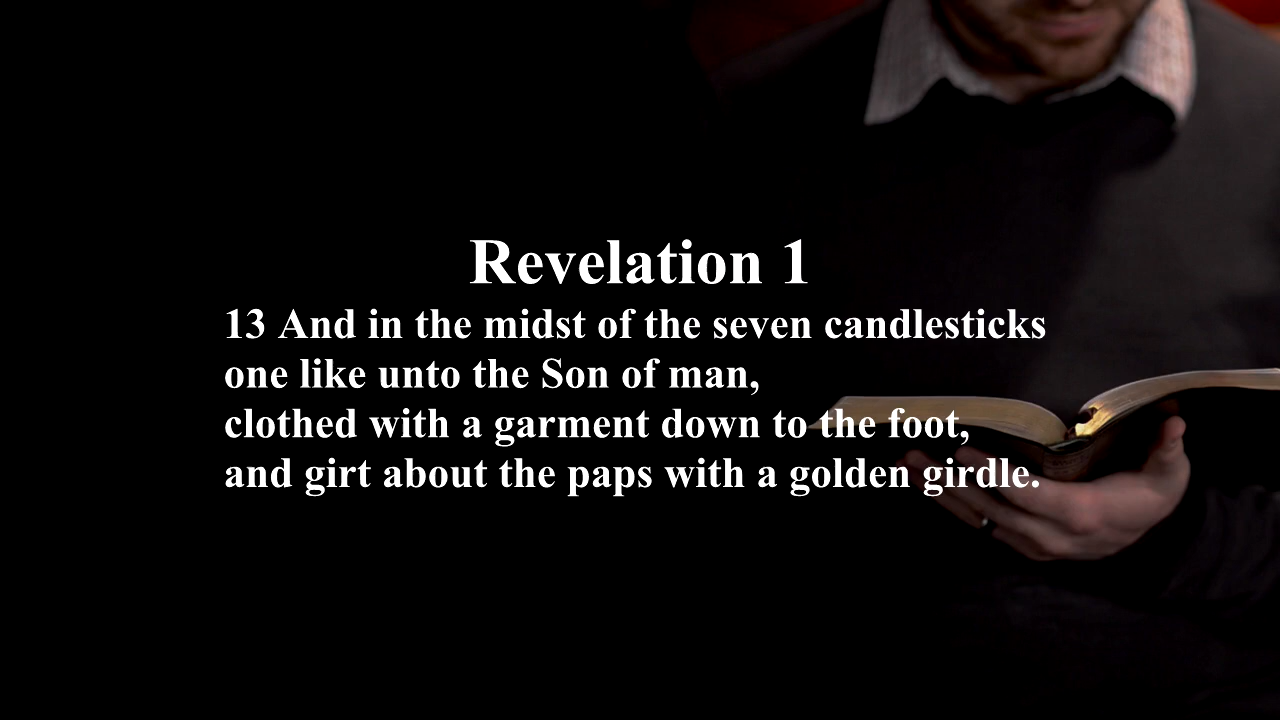 Revelation 1
13 And in the midst of the seven candlesticks
one like unto the Son of man,
clothed with a garment down to the foot,
and girt about the paps with a golden girdle.